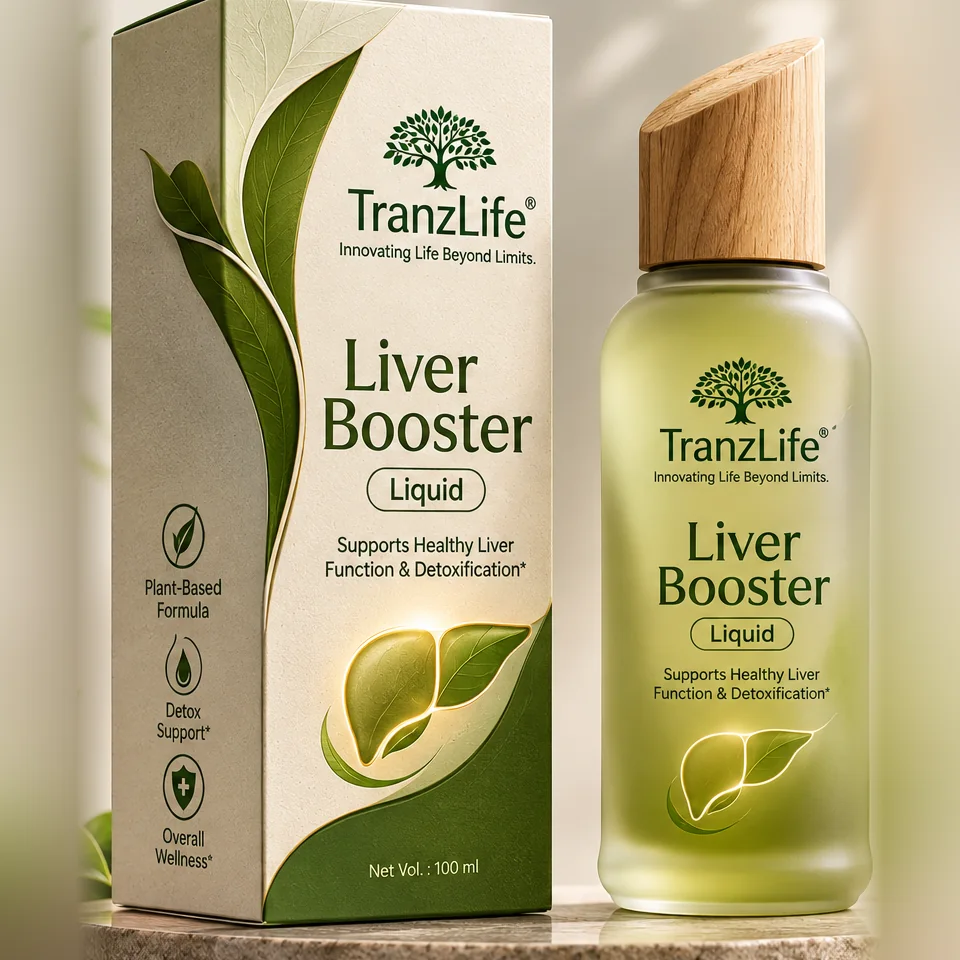 TranzLife®
Innovating Life Beyond Limits.
Liver
Booster
Liquid
Supports Healthy Liver
Function & Detoxification*
Plant-Based
Formula
Detox
Support*
Overall
Wellness*
Net Vol. : 100 ml
TranzLife®
Innovating Life Beyond Limits.
Liver
Booster
Liquid
Supports Healthy Liver
Function & Detoxification*